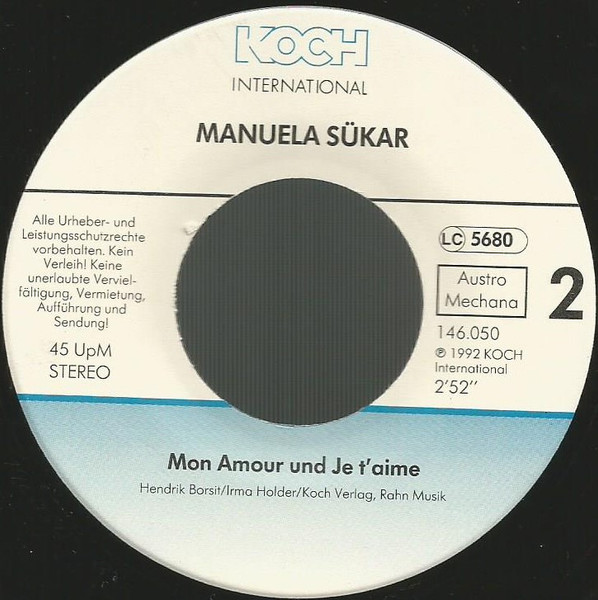 KOCH
INTERNATIONAL
MANUELA SÜKAR
Alle Urheber- und
Leistungsschutzrechte
vorbehalten. Kein
Verleih! Keine
unerlaubte Verviel-
fältigung, Vermietung,
Aufführung und
Sendung!
45 UpM
STEREO
LC 5680
Austro
Mechana
2
146.050
℗ 1992 KOCH
International
2'52"
Mon Amour und Je t'aime
Hendrik Borsit/Irma Holder/Koch Verlag, Rahn Musik